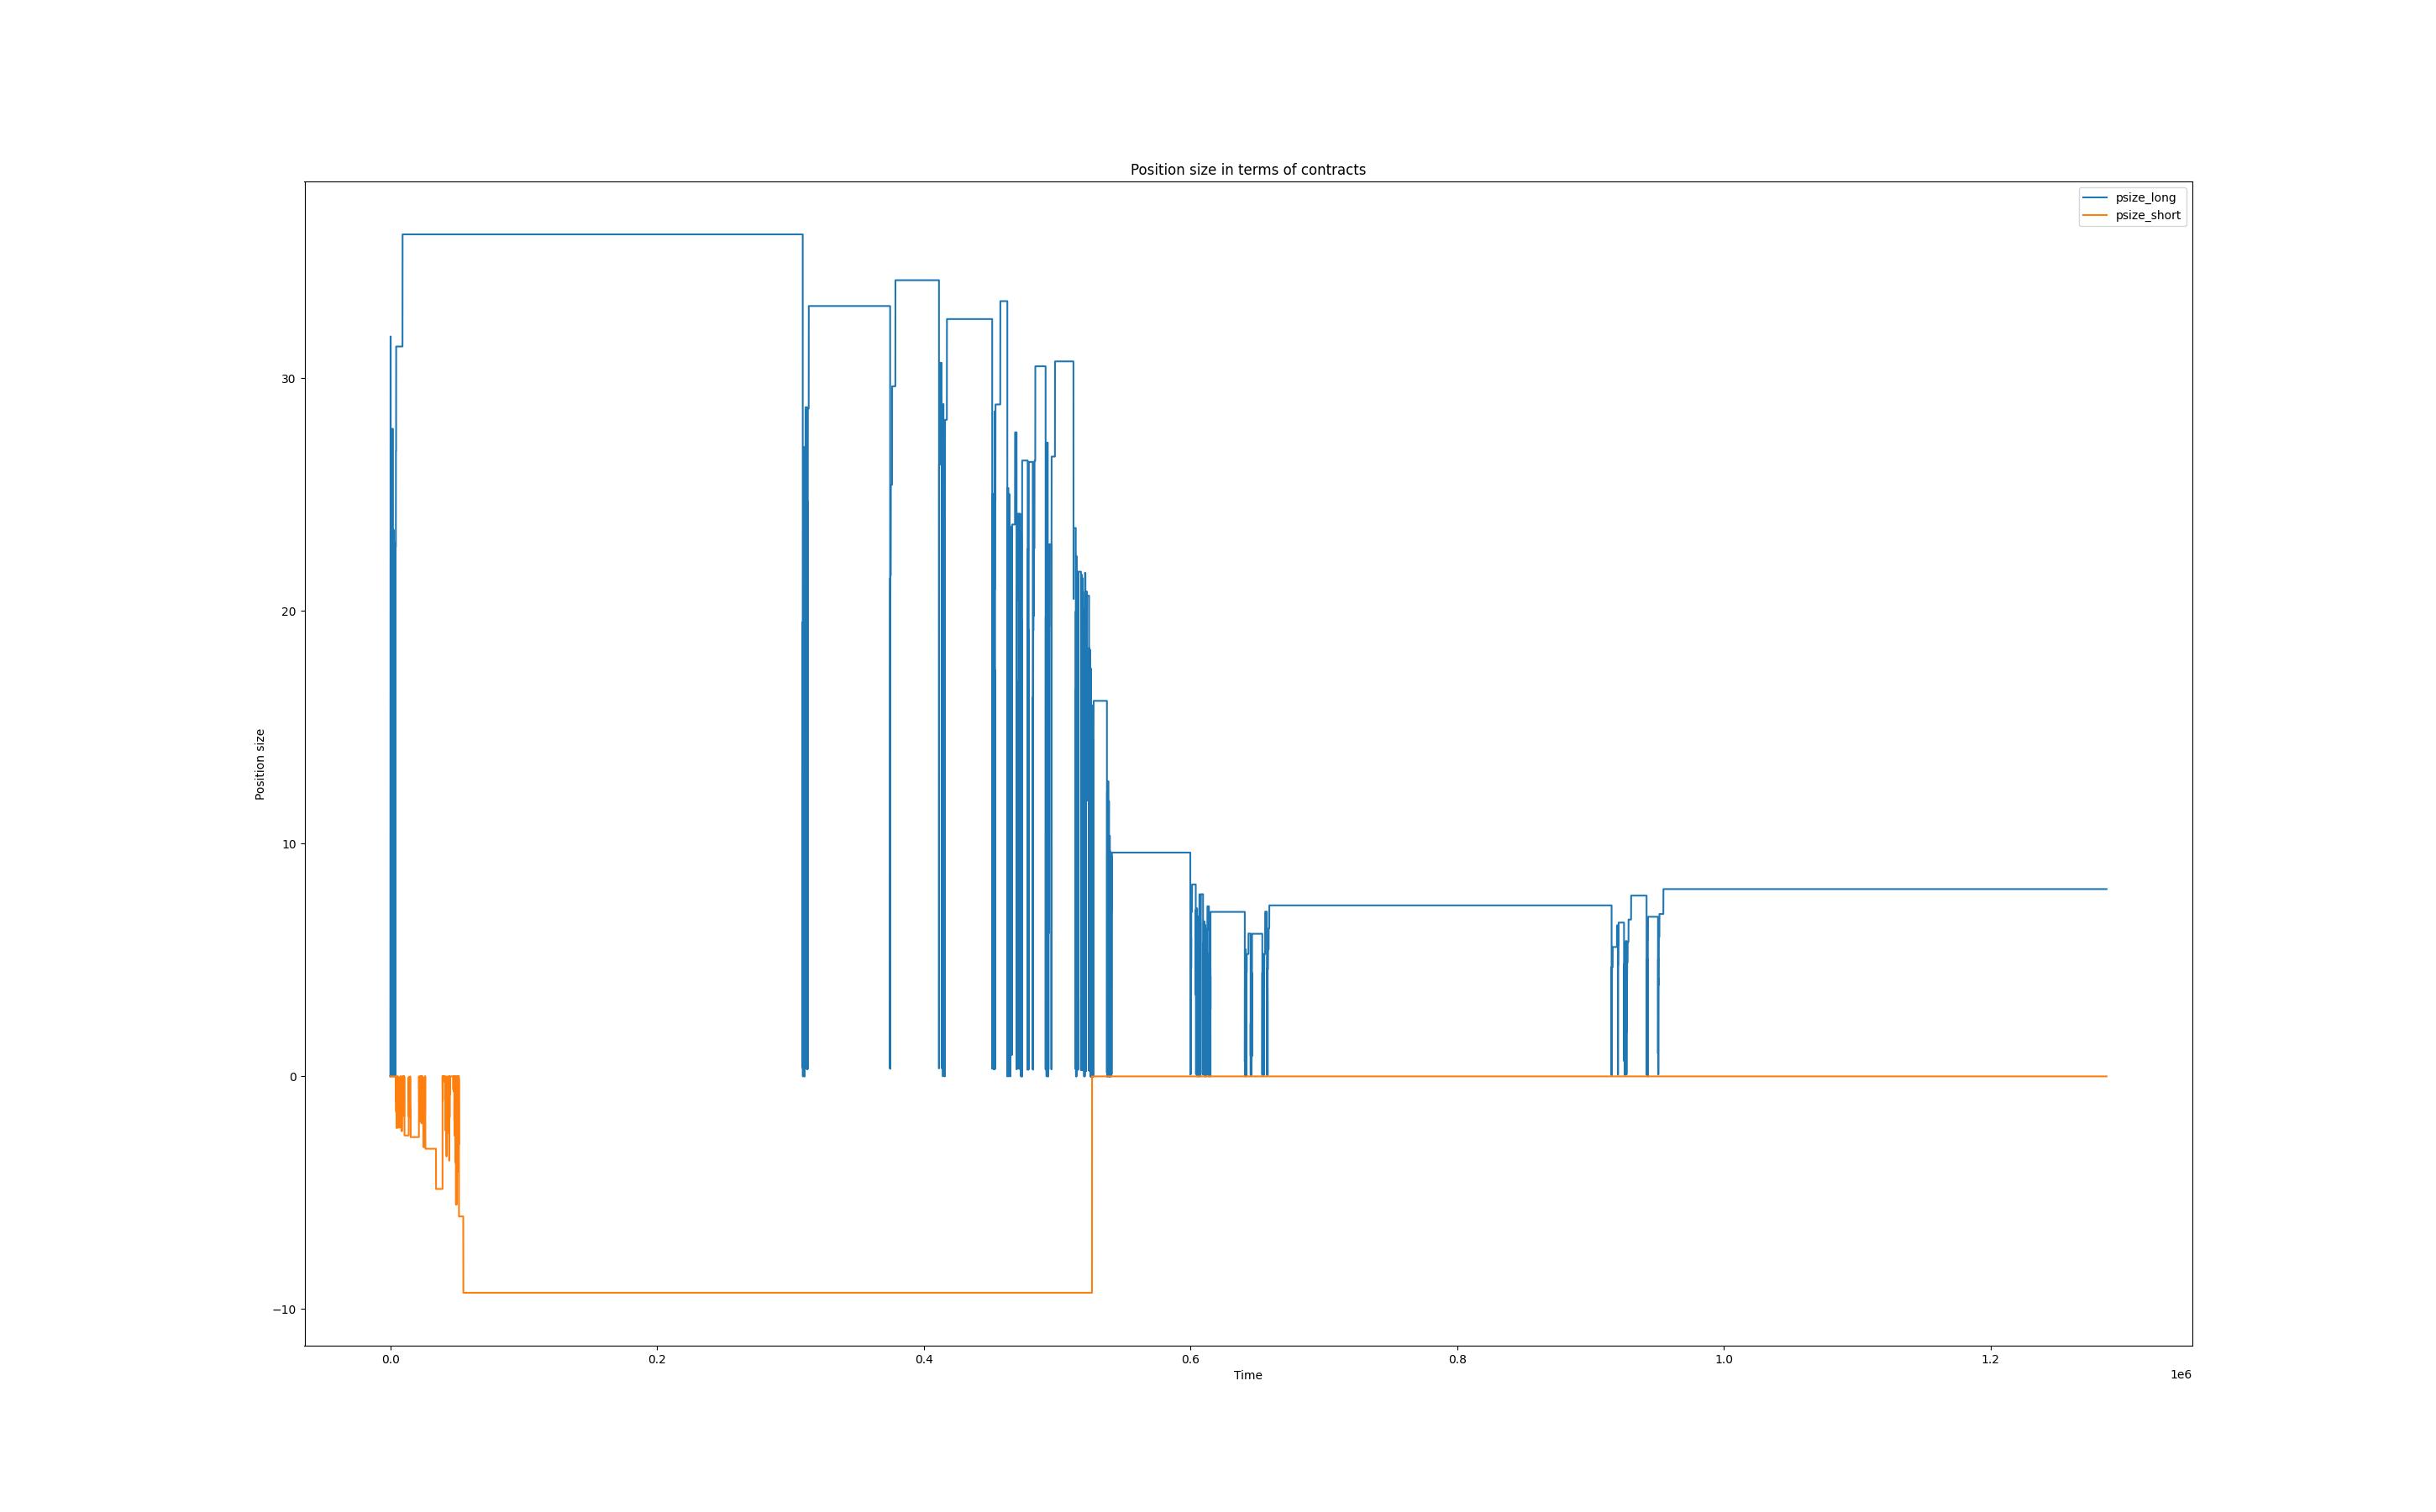 Position size in terms of contracts
psize_long
psize_short
30
20
10
0
−10
Position size
0.0 0.2 0.4 0.6 0.8 1.0 1.2
1e6
Time